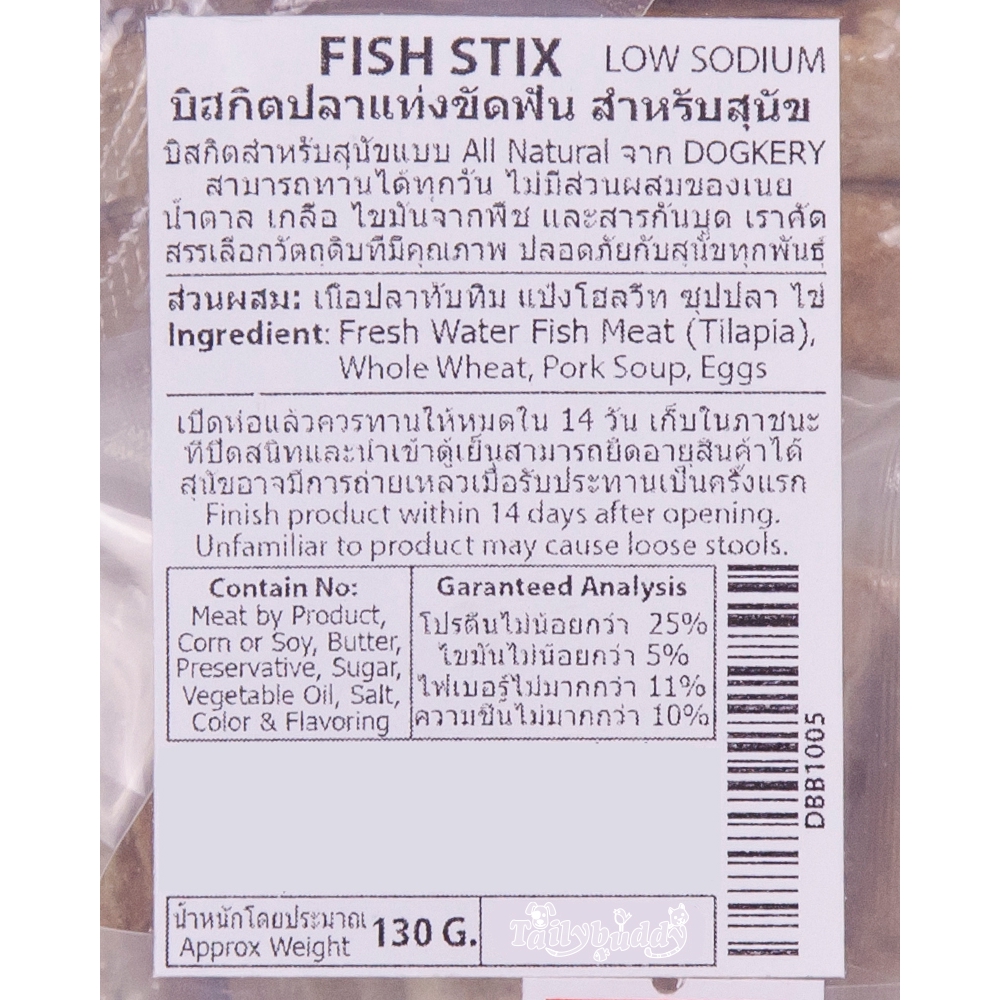 FISH STIX LOW SODIUM
บิสกิตปลาแท่งขัดฟัน สำหรับสุนัข
บิสกิตสำหรับสุนัขแบบ All Natural จาก DOGKERY
สามารถทานได้ทุกวัน ไม่มีส่วนผสมของเนย
น้ำตาล เกลือ ไขมันจากพืช และสารกันบูด เราคัด
สรรเลือกวัตถุดิบที่มีคุณภาพ ปลอดภัยกับสุนัขทุกพันธุ์
ส่วนผสม: เนื้อปลาทับทิม แป้งโฮลวีท ซุปปลา ไข่
Ingredient: Fresh Water Fish Meat (Tilapia),
Whole Wheat, Pork Soup, Eggs
เปิดห่อแล้วควรทานให้หมดใน 14 วัน เก็บในภาชนะ
ที่ปิดสนิทและนำเข้าตู้เย็นสามารถยืดอายุสินค้าได้
สุนัขอาจมีการถ่ายเหลวเมื่อรับประทานเป็นครั้งแรก
Finish product within 14 days after opening.
Unfamiliar to product may cause loose stools.
Contain No:
Meat by Product,
Corn or Soy, Butter,
Preservative, Sugar,
Vegetable Oil, Salt,
Color & Flavoring
Garanteed Analysis
โปรตีนไม่น้อยกว่า 25%
ไขมันไม่น้อยกว่า 5%
ไฟเบอร์ไม่มากกว่า 11%
ความชื้นไม่มากกว่า 10%
DBB1005
น้ำหนักโดยประมาณ 130 G.
Approx Weight
Tailybuddy